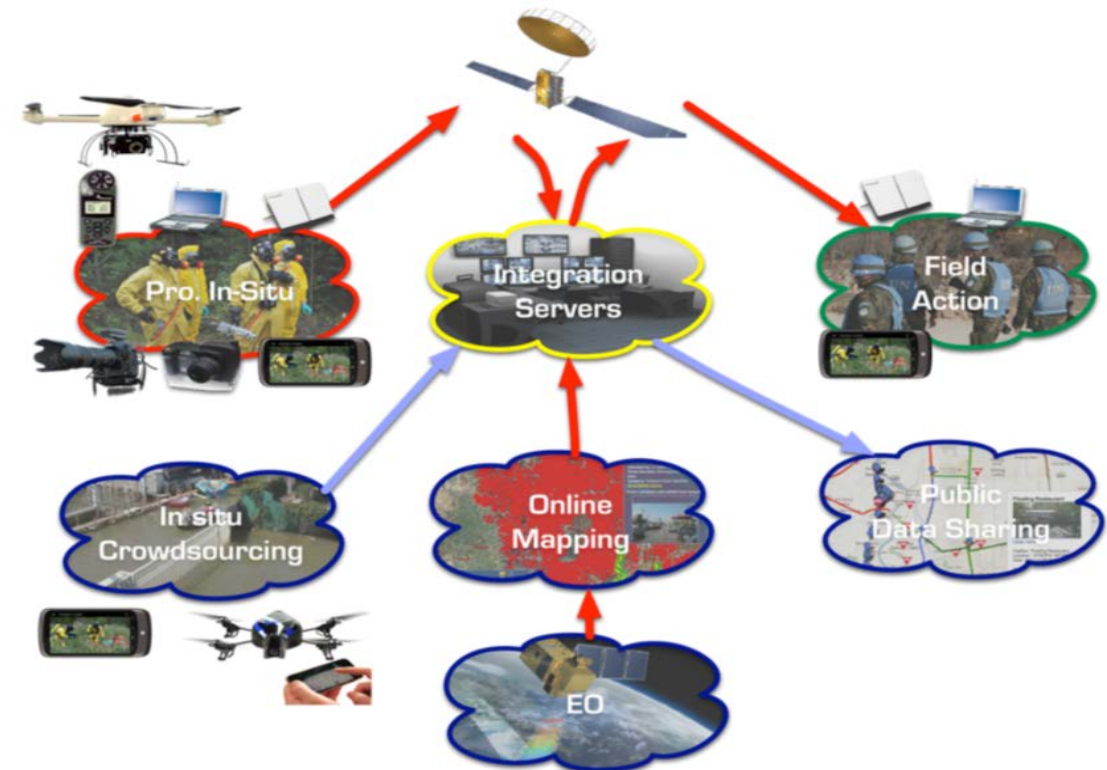 Pro. In-Situ
Integration
Servers
Field
Action
In situ
Crowdsourcing
Online
Mapping
Public
Data Sharing
EO